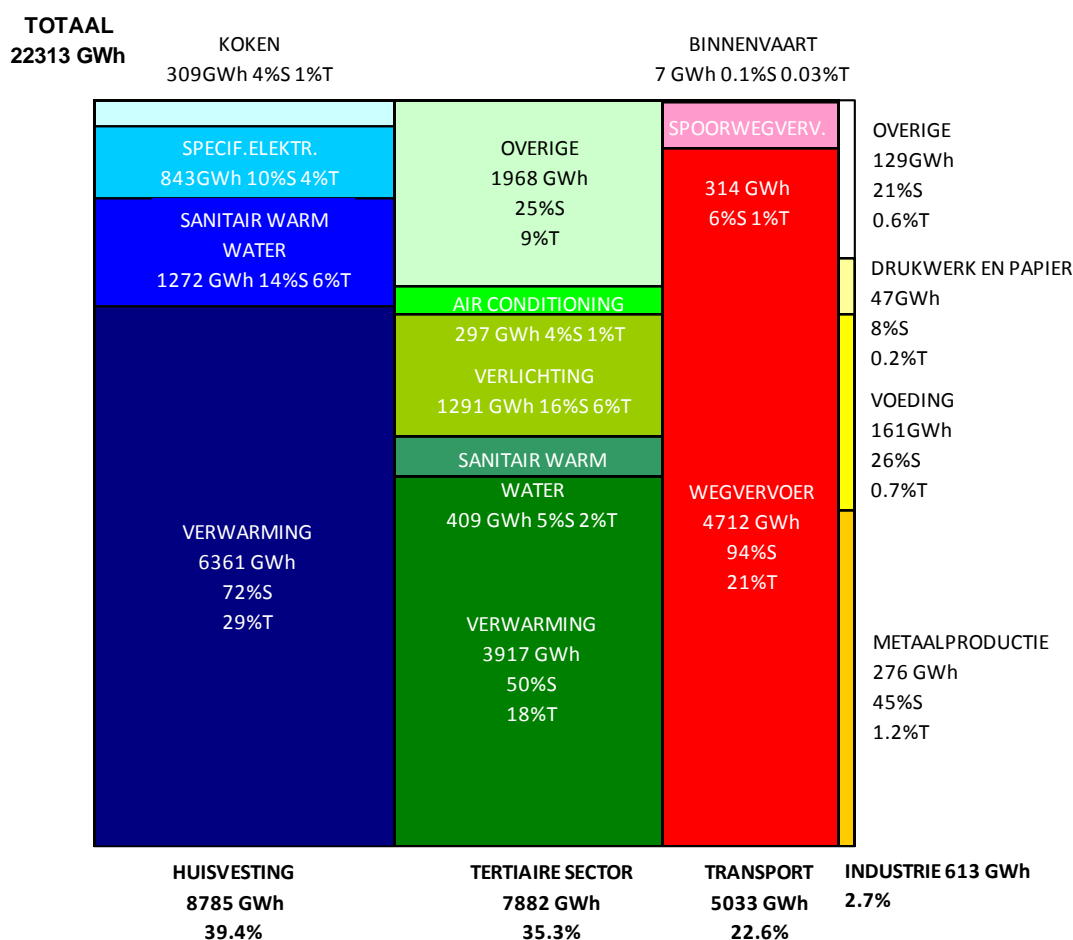 TOTAAL
22313 GWh
KOKEN
309GWh 4%S 1%T
BINNENVAART
7 GWh 0.1%S 0.03%T
SPECIF.ELEKTR.
843GWh 10%S 4%T
SANITAIR WARM
WATER
1272 GWh 14%S 6%T
VERWARMING
6361 GWh
72%S
29%T
OVERIGE
1968 GWh
25%S
9%T
AIR CONDITIONING
297 GWh 4%S 1%T
VERLICHTING
1291 GWh 16%S 6%T
SANITAIR WARM
WATER
409 GWh 5%S 2%T
VERWARMING
3917 GWh
50%S
18%T
SPOORWEGVERV.
314 GWh
6%S 1%T
WEGVERVOER
4712 GWh
94%S
21%T
OVERIGE
129GWh
21%S
0.6%T
DRUKWERK EN PAPIER
47GWh
8%S
0.2%T
VOEDING
161GWh
26%S
0.7%T
METAALPRODUCTIE
276 GWh
45%S
1.2%T
HUISVESTING
8785 GWh
39.4%
TERTIAIRE SECTOR
7882 GWh
35.3%
TRANSPORT
5033 GWh
22.6%
INDUSTRIE 613 GWh
2.7%